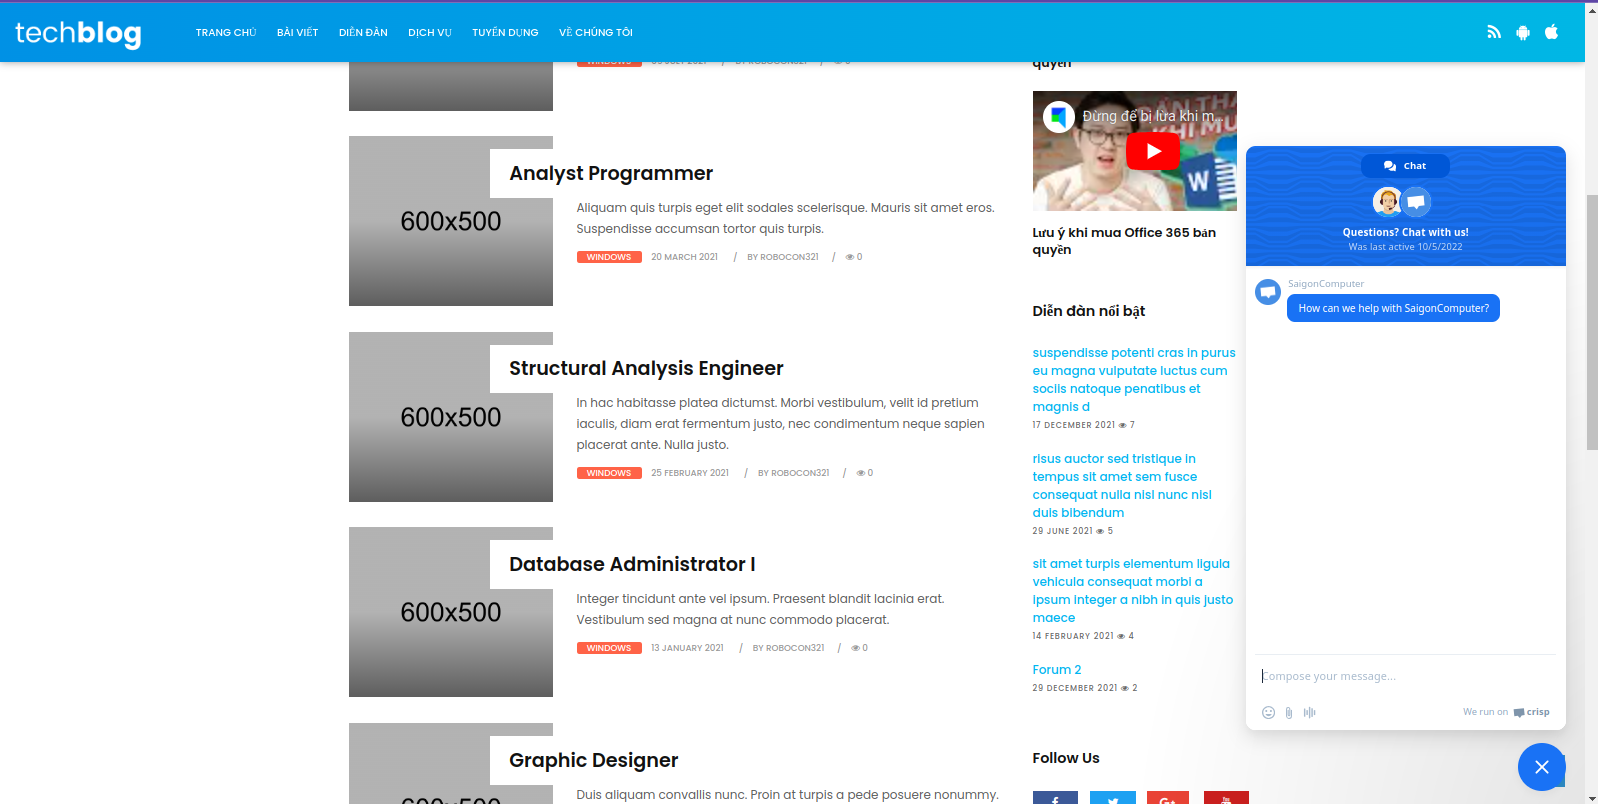 techblog
TRANG CHỦ
BÀI VIẾT
DIỄN ĐÀN
DỊCH VỤ
TUYỂN DỤNG
VỀ CHÚNG TÔI
600x500
Analyst Programmer
Aliquam quis turpis eget elit sodales scelerisque. Mauris sit amet eros.
Suspendisse accumsan tortor quis turpis.
WINDOWS 20 MARCH 2021 / BY ROBOCON321 / 0
600x500
Structural Analysis Engineer
In hac habitasse platea dictumst. Morbi vestibulum, velit id pretium
iaculis, diam erat fermentum justo, nec condimentum neque sapien
placerat ante. Nulla justo.
WINDOWS 25 FEBRUARY 2021 / BY ROBOCON321 / 0
600x500
Database Administrator I
Integer tincidunt ante vel ipsum. Praesent blandit lacinia erat.
Vestibulum sed magna at nunc commodo placerat.
WINDOWS 13 JANUARY 2021 / BY ROBOCON321 / 0
Graphic Designer
Duis aliquam convallis nunc. Proin at turpis a pede posuere nonummy.
quyền
Đừng để bị lừa khi m...
W
Lưu ý khi mua Office 365 bản
quyền
Diễn đàn nổi bật
suspendisse potenti cras in purus
eu magna vulputate luctus cum
sociis natoque penatibus et
magnis d
17 DECEMBER 2021 7
risus auctor sed tristique in
tempus sit amet sem fusce
consequat nulla nisl nunc nisl
duis bibendum
29 JUNE 2021 5
sit amet turpis elementum ligula
vehicula consequat morbi a
ipsum integer a nibh in quis justo
maece
14 FEBRUARY 2021 4
Forum 2
29 DECEMBER 2021 2
Follow Us
Chat
Questions? Chat with us!
Was last active 10/5/2022
SaigonComputer
How can we help with SaigonComputer?
Compose your message...
We run on crisp